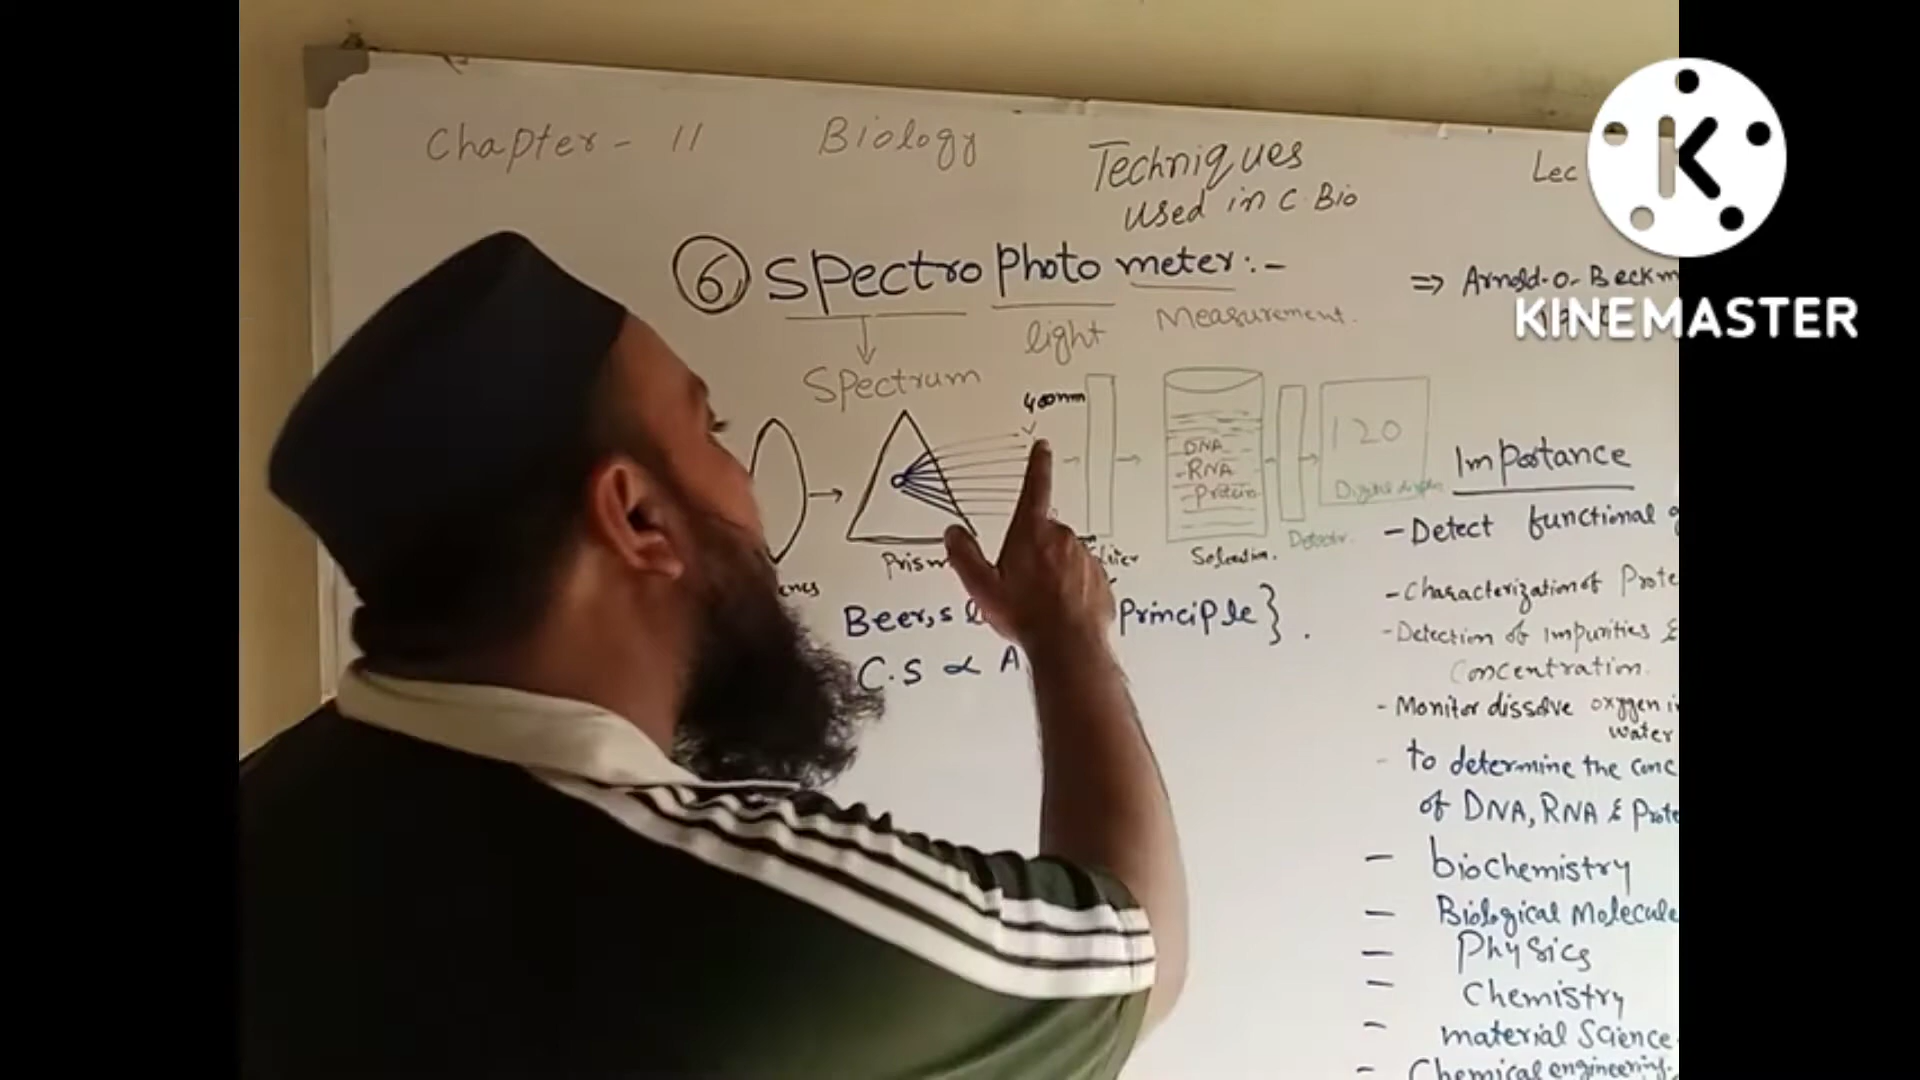 Chapter - 11 Biology Techniques used in C. Bio Lec
⑥ Spectro photo meter:-
=> Arnold-O-Beckm
light Measurement.
Spectrum
400nm
DNA
-RNA
-Protein
120
Digital
Prism
Solution.
Detector.
Beer,s Principle}.
C.S ∝ A
Importance
- Detect functional
- Characterization of Prote
- Detection of impurities &
Concentration.
- Monitor dissolve oxygen i
water
- to determine the conc
of DNA, RNA & Prote
- biochemistry
- Biological Molecule
- Physics
- Chemistry
- material Science
- Chemical engineering.
K
KINEMASTER